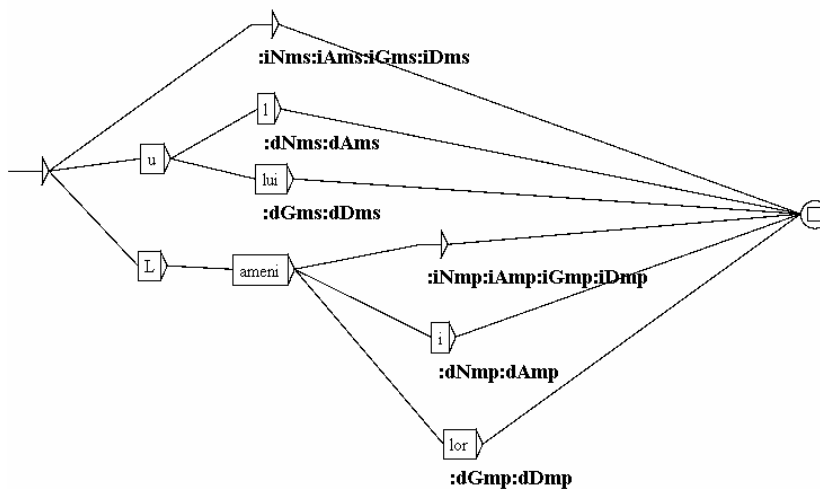 :iNms:iAms:iGms:iDms
l
:dNms:dAms
u
lui
:dGms:dDms
L
ameni
:iNmp:iAmp:iGmp:iDmp
i
:dNmp:dAmp
lor
:dGmp:dDmp